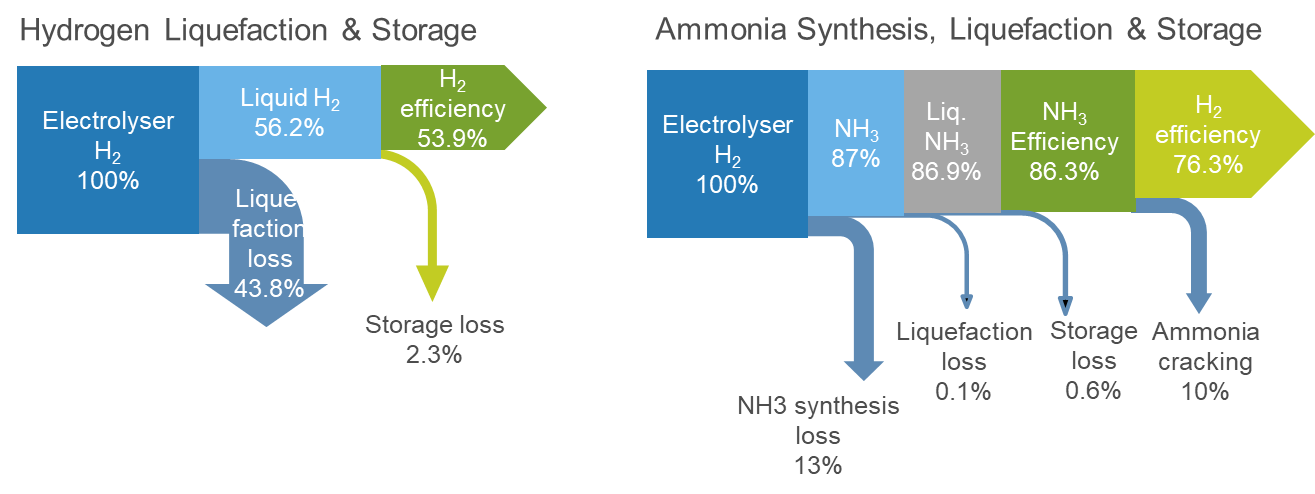 Hydrogen Liquefaction & Storage
Electrolyser
H₂
100%
Liquid H₂
56.2%
H₂
efficiency
53.9%
Lique-
faction
loss
43.8%
Storage loss
2.3%
Ammonia Synthesis, Liquefaction & Storage
Electrolyser
H₂
100%
NH₃
87%
Liq.
NH₃
86.9%
NH₃
Efficiency
86.3%
H₂
efficiency
76.3%
NH3 synthesis
loss
13%
Liquefaction
loss
0.1%
Storage
loss
0.6%
Ammonia
cracking
10%